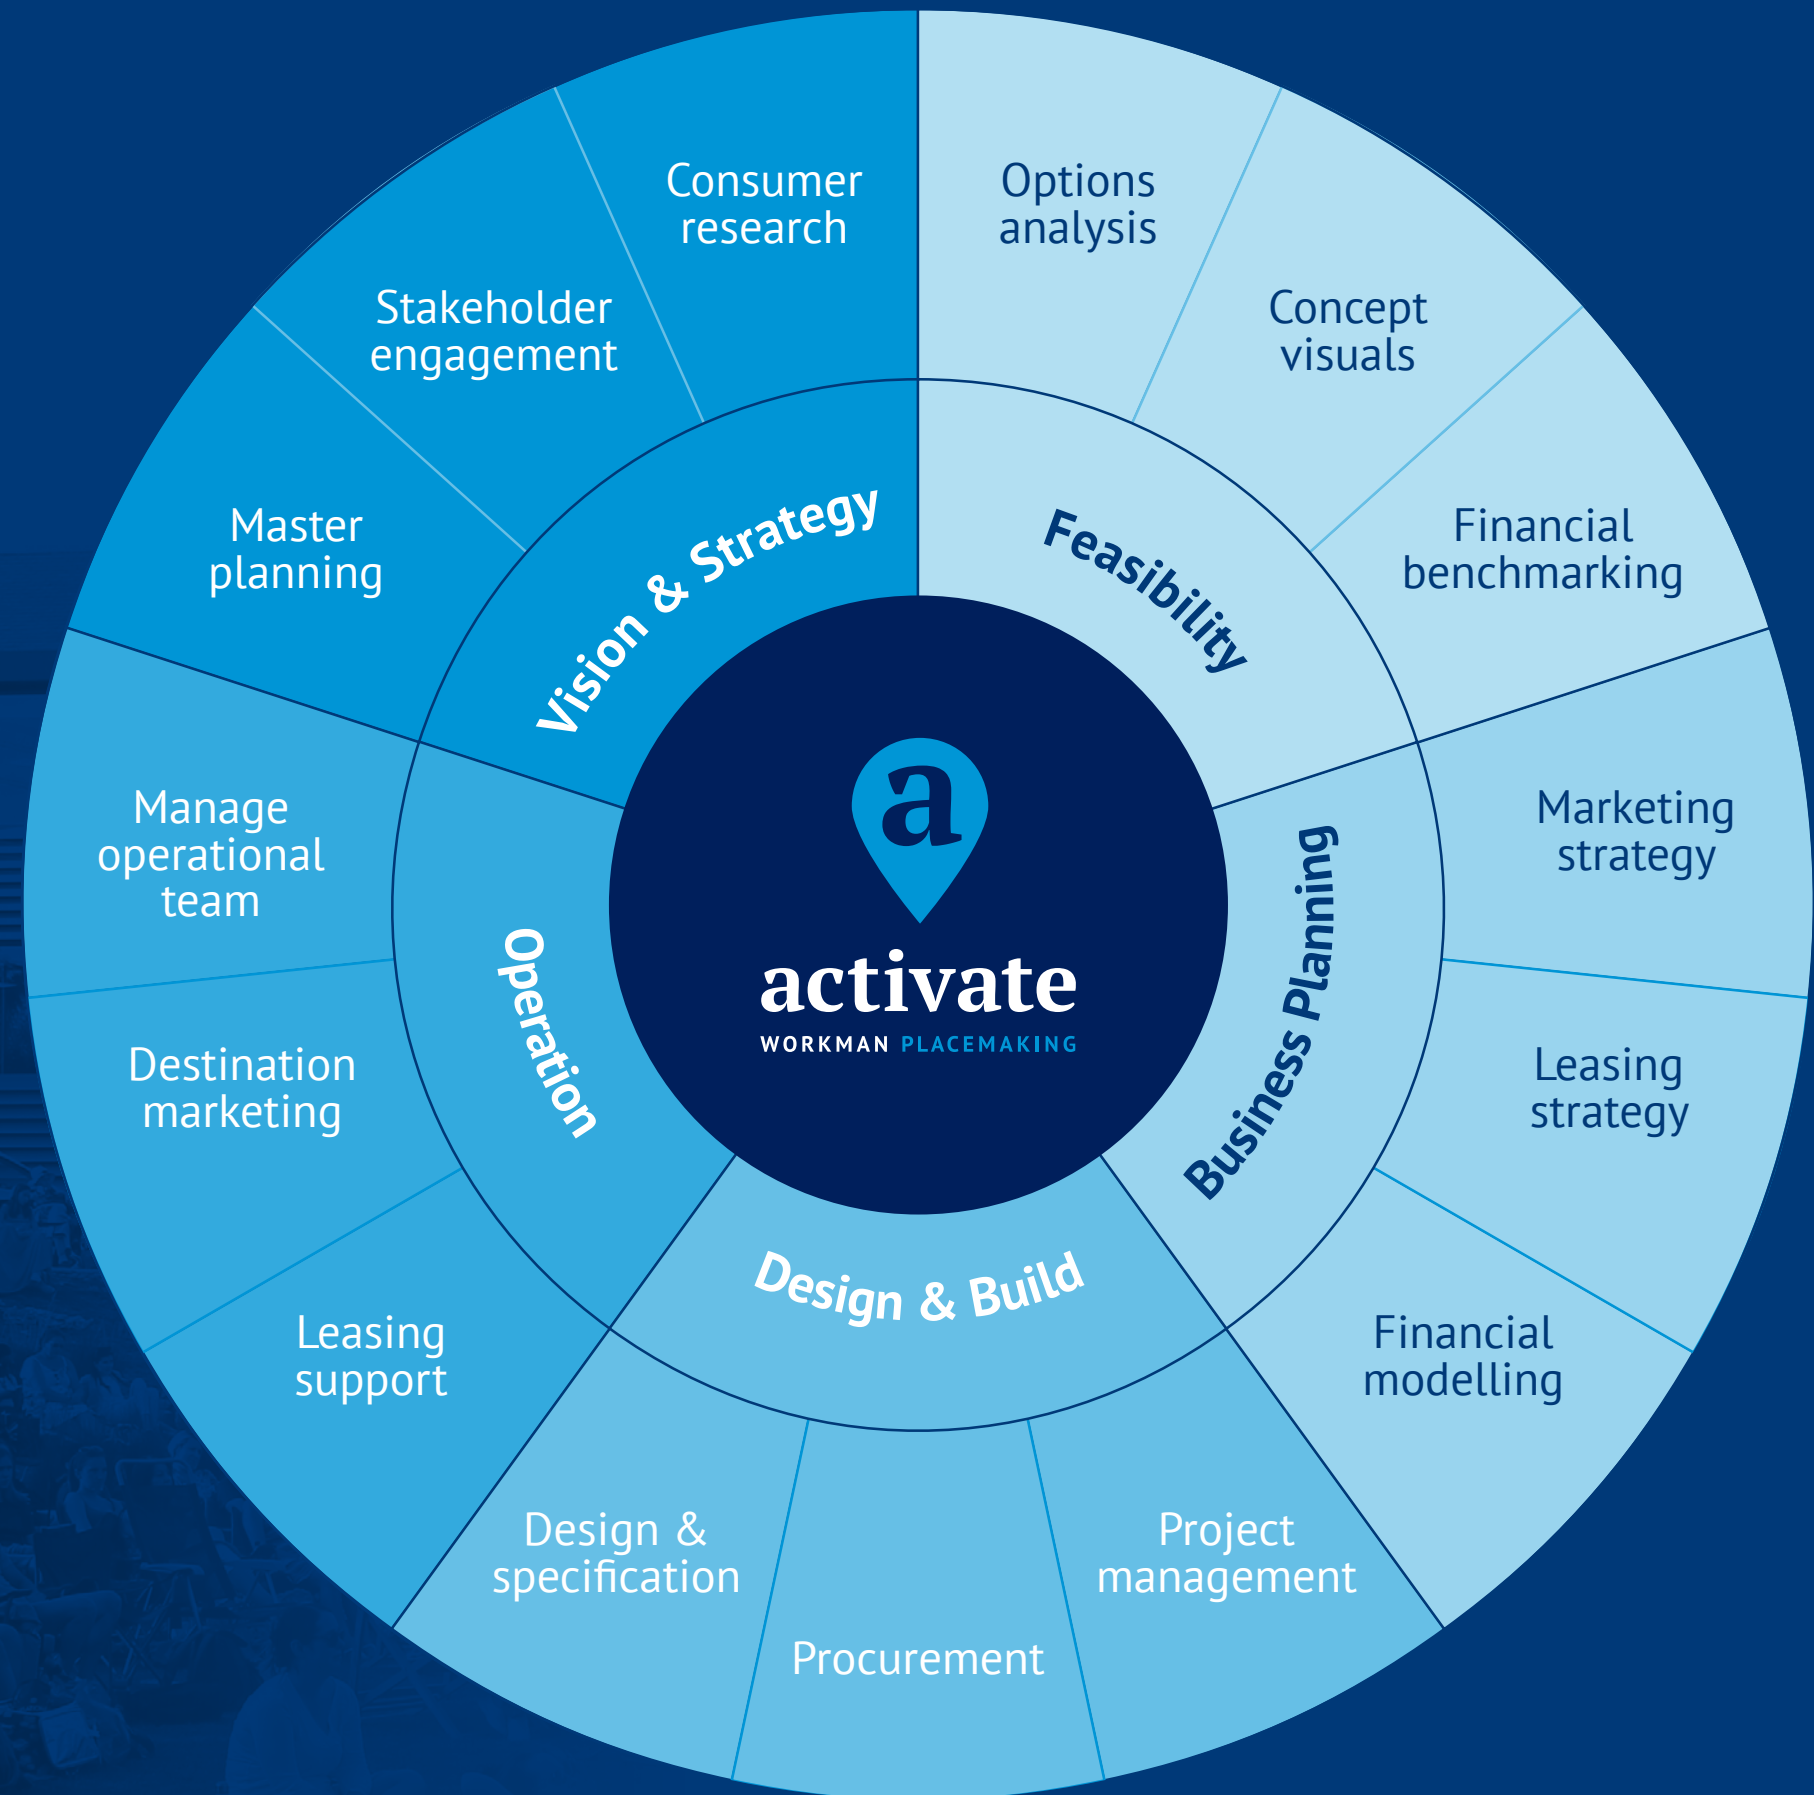 Consumer
research
Options
analysis
Stakeholder
engagement
Concept
visuals
Master
planning
Financial
benchmarking
Vision & Strategy
Feasibility
Manage
operational
team
Marketing
strategy
a
activate
WORKMAN PLACEMAKING
Operation
Business Planning
Destination
marketing
Leasing
strategy
Leasing
support
Financial
modelling
Design & Build
Design &
specification
Procurement
Project
management